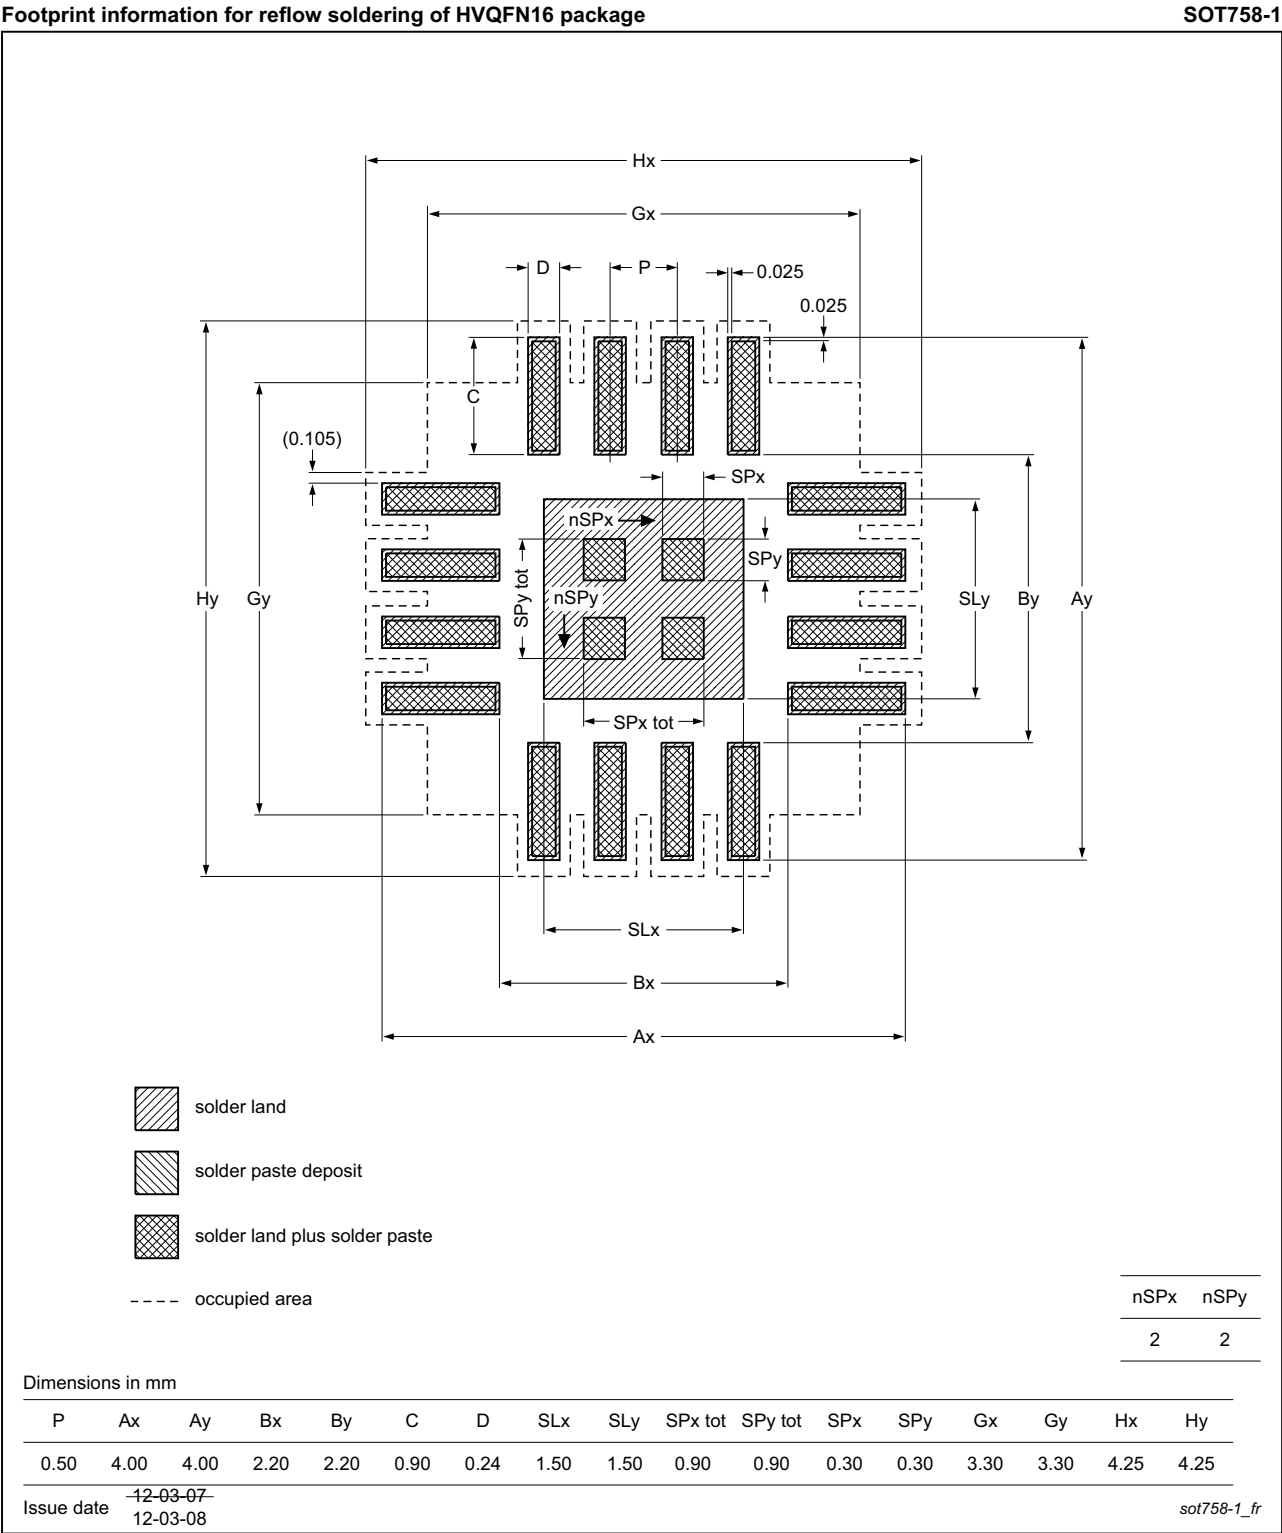 Footprint information for reflow soldering of HVQFN16 package SOT758-1
Hx
Gx
D P 0.025
0.025
C
(0.105)
SPx
nSPx
SPy
SPy tot
nSPy
Hy Gy SLy By Ay
SPx tot
SLx
Bx
Ax
solder land
solder paste deposit
solder land plus solder paste
occupied area
nSPx nSPy
2 2
Dimensions in mm
P Ax Ay Bx By C D SLx SLy SPx tot SPy tot SPx SPy Gx Gy Hx Hy
0.50 4.00 4.00 2.20 2.20 0.90 0.24 1.50 1.50 0.90 0.90 0.30 0.30 3.30 3.30 4.25 4.25
Issue date 12-03-07
12-03-08
sot758-1_fr